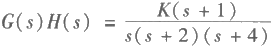 G(s)H(s) = K(s + 1) / s(s + 2)(s + 4)